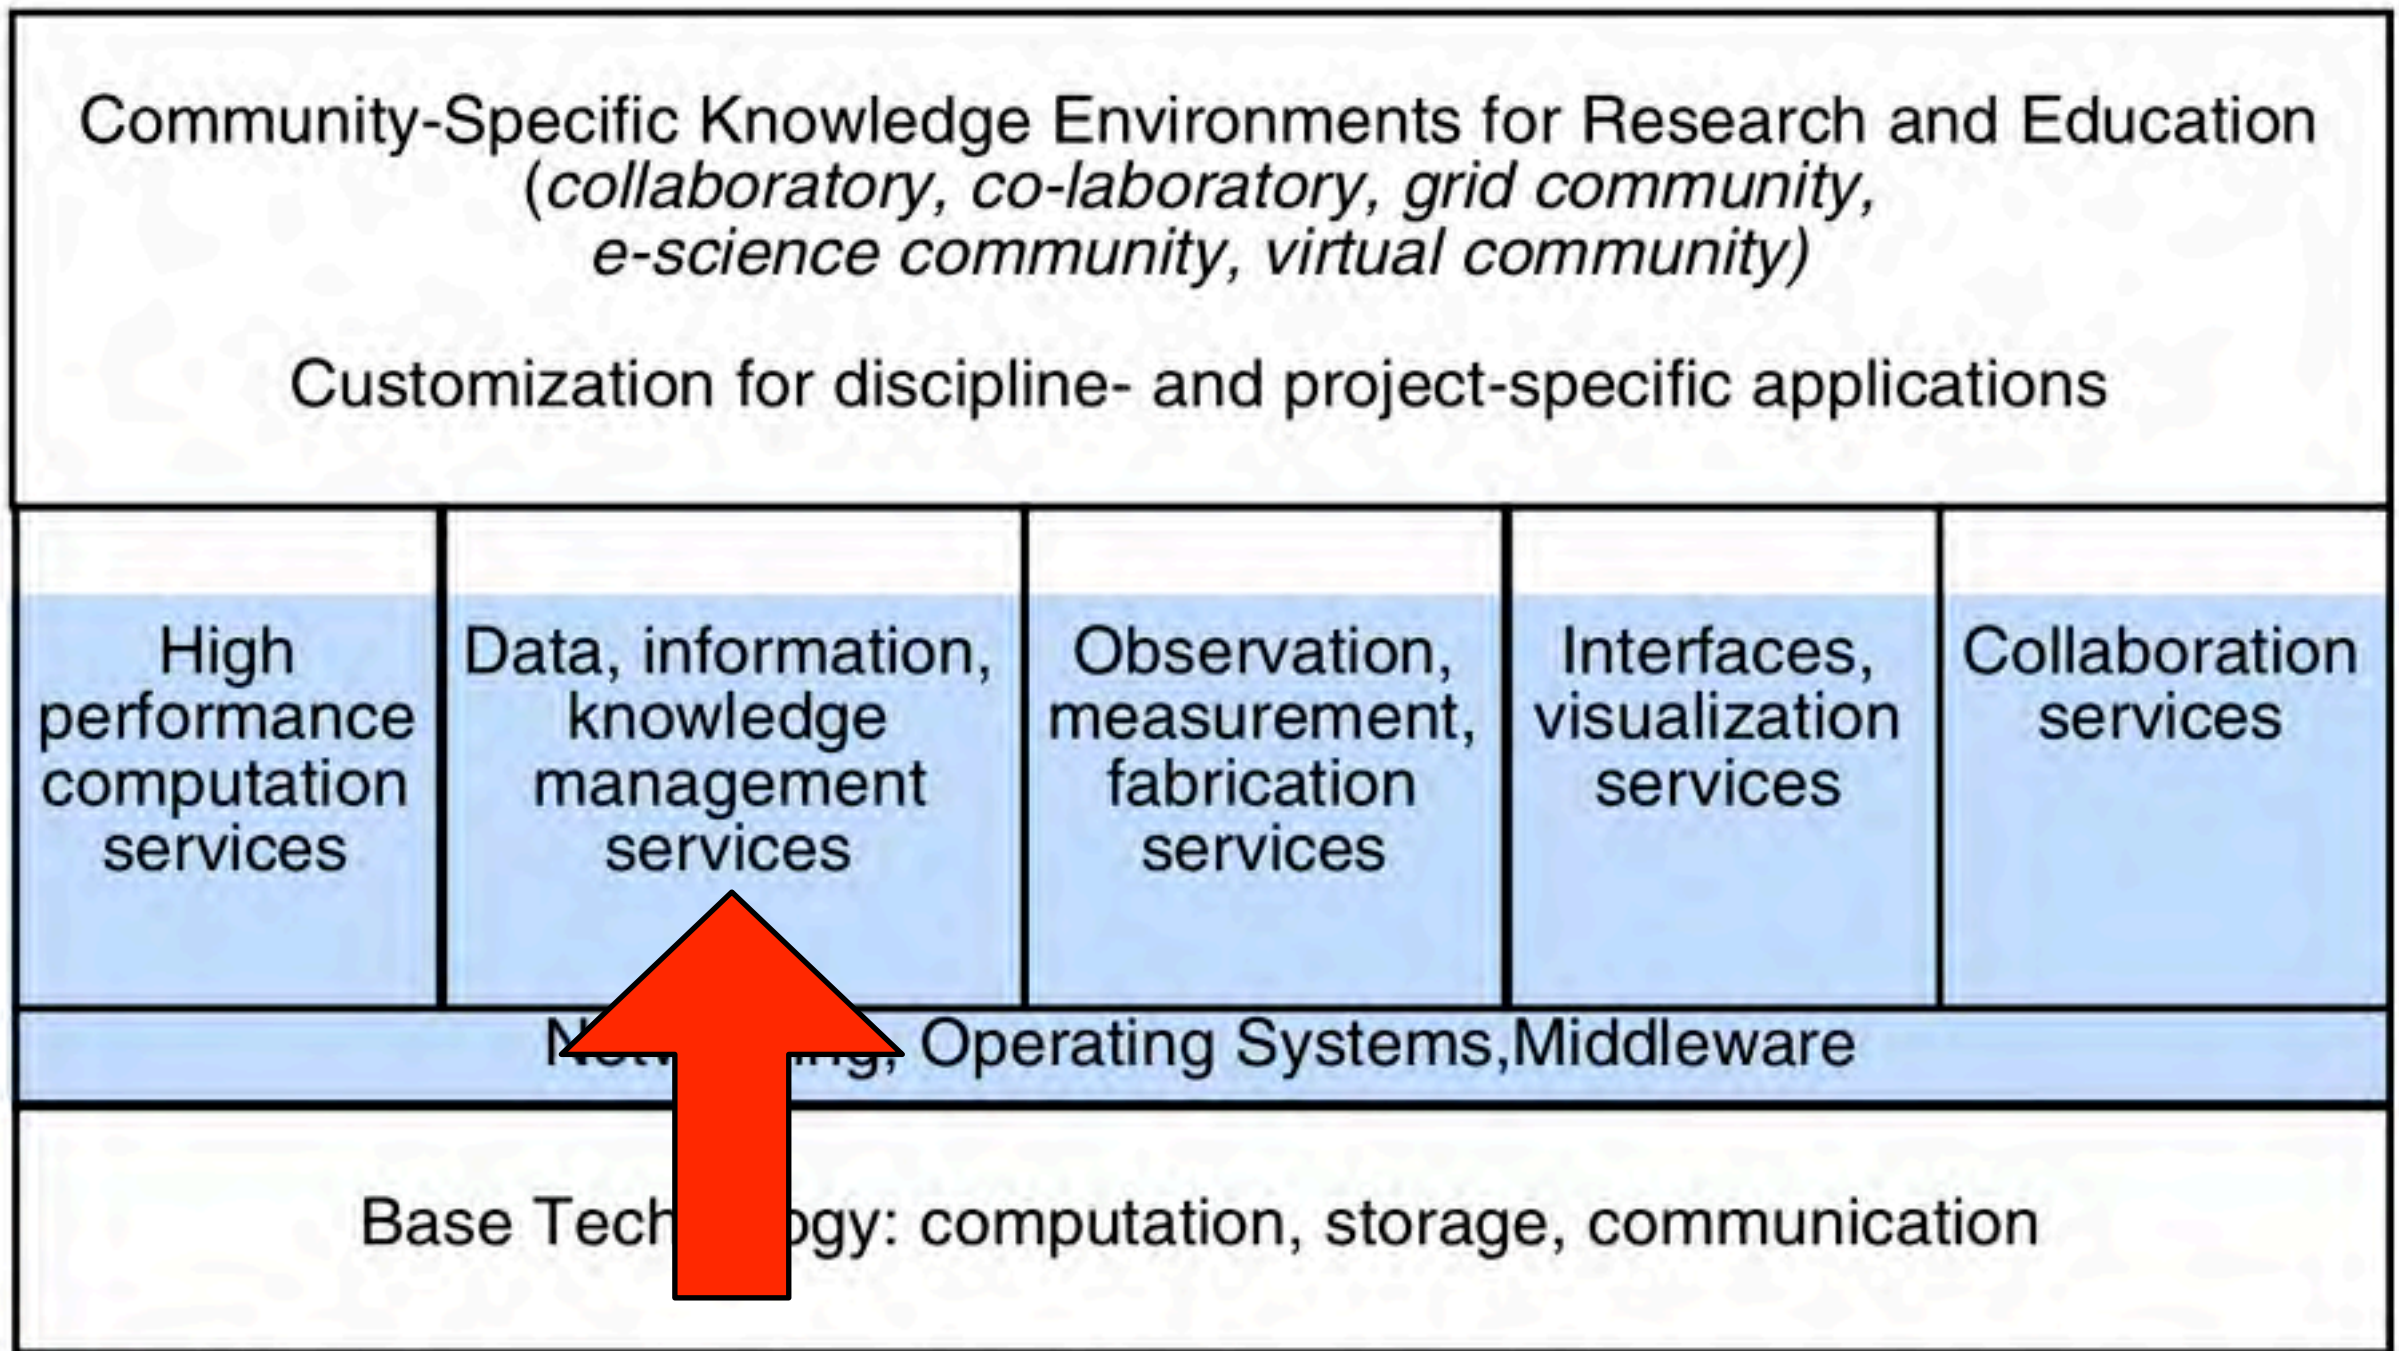 Community-Specific Knowledge Environments for Research and Education
(collaboratory, co-laboratory, grid community,
e-science community, virtual community)
Customization for discipline- and project-specific applications
High
performance
computation
services
Data, information,
knowledge
management
services
Observation,
measurement,
fabrication
services
Interfaces,
visualization
services
Collaboration
services
Operating Systems,Middleware
Base computation, storage, communication